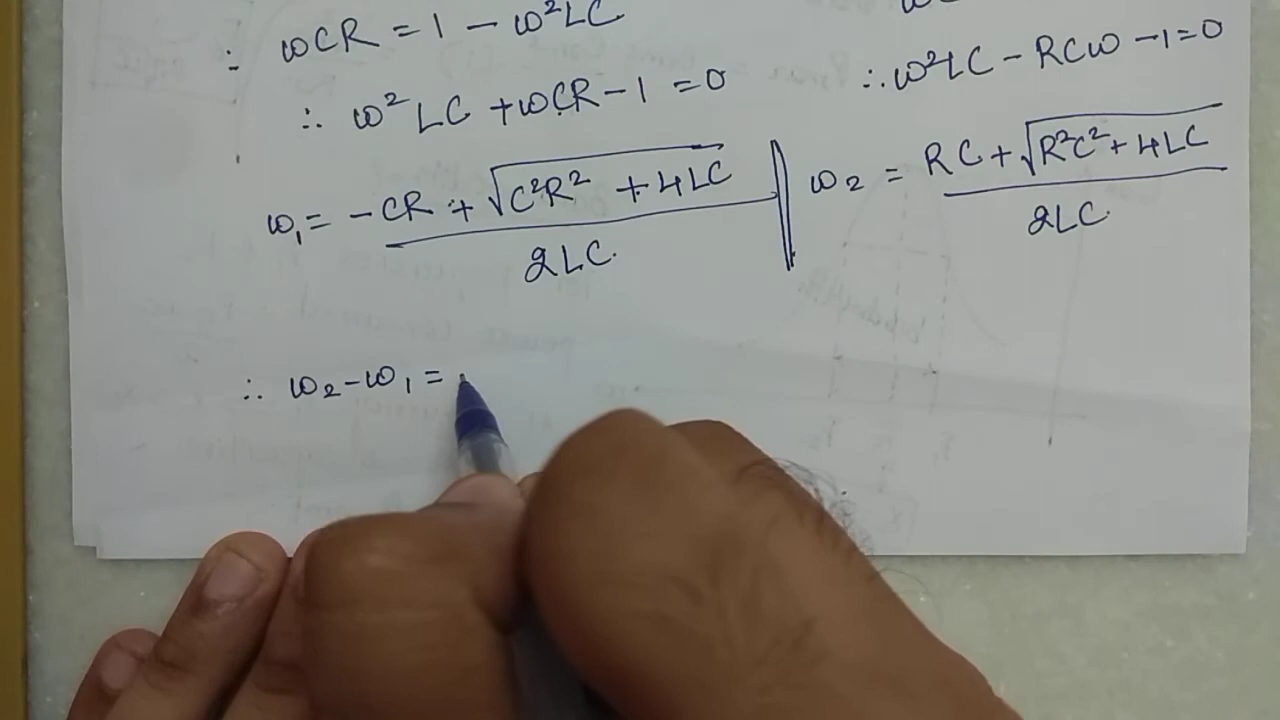 ∴ ωCR = 1 − ω²LC
∴ ω²LC + ωCR − 1 = 0
ω₁ = −CR + √(C²R² + 4LC) / 2LC
∴ ω²LC − RCω − 1 = 0
ω₂ = RC + √(R²C² + 4LC) / 2LC
∴ ω₂ − ω₁ =